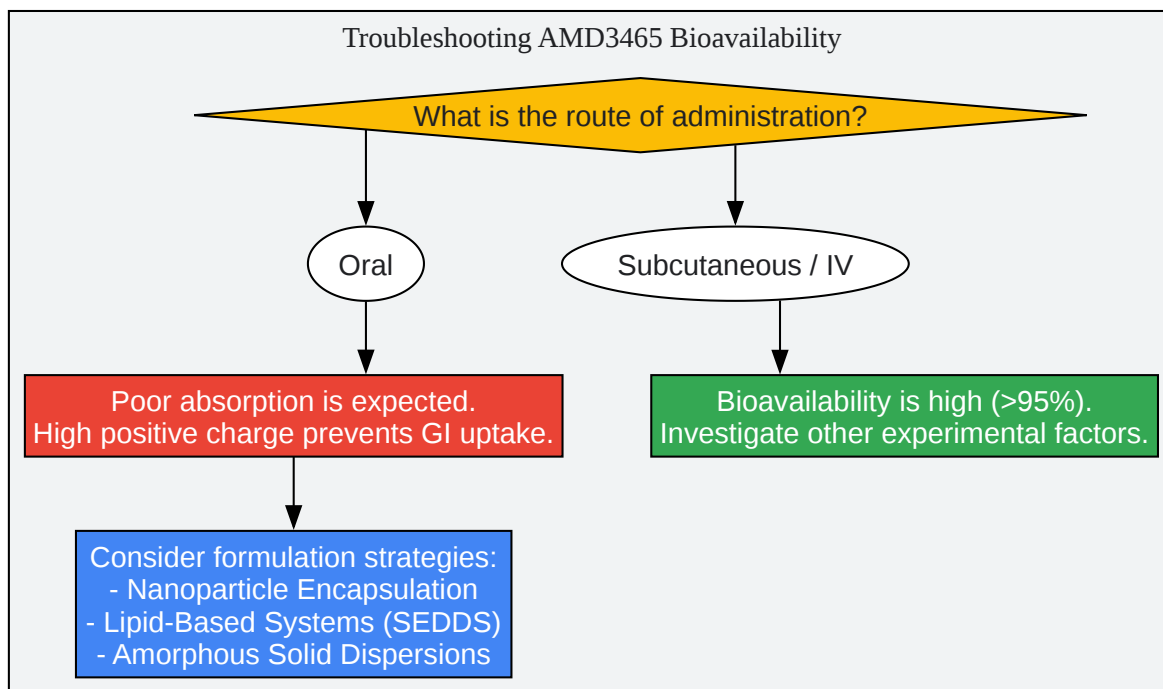 Troubleshooting AMD3465 Bioavailability
What is the route of administration?
Oral
Subcutaneous / IV
Poor absorption is expected.
High positive charge prevents GI uptake.
Bioavailability is high (>95%).
Investigate other experimental factors.
Consider formulation strategies:
- Nanoparticle Encapsulation
- Lipid-Based Systems (SEDDS)
- Amorphous Solid Dispersions